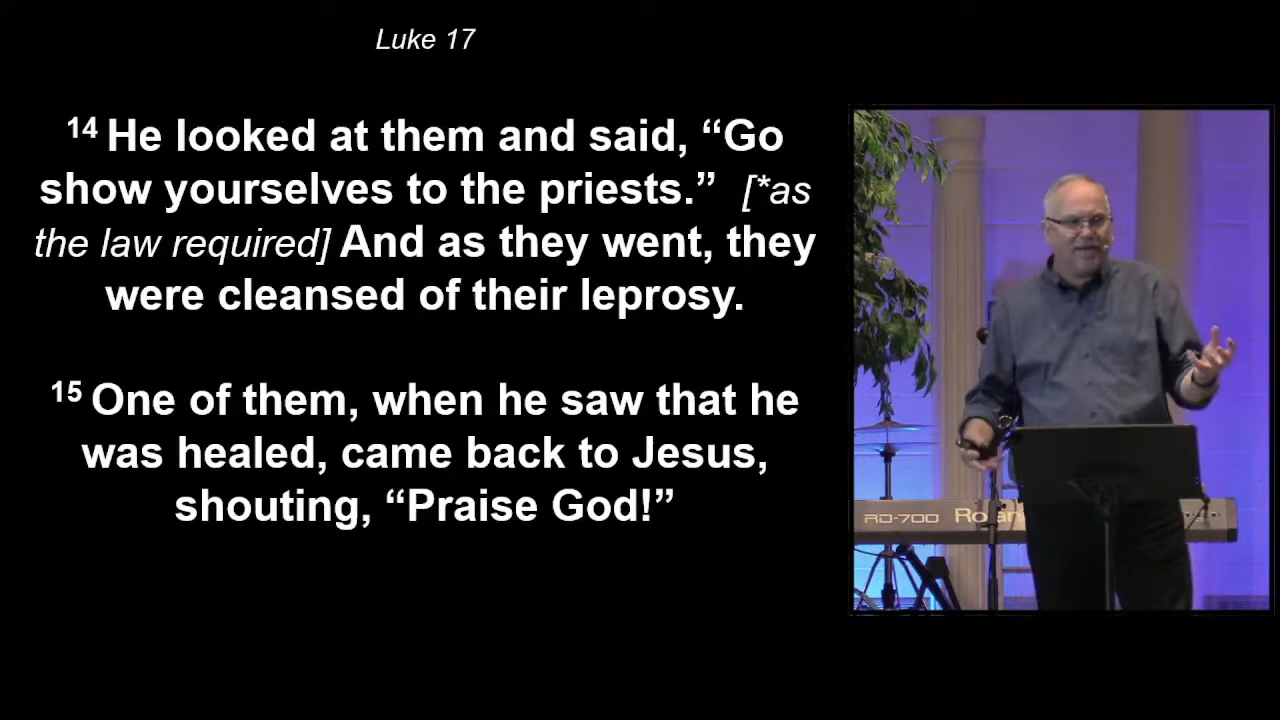 Luke 17
14 He looked at them and said, “Go
show yourselves to the priests.” [*as
the law required] And as they went, they
were cleansed of their leprosy.
15 One of them, when he saw that he
was healed, came back to Jesus,
shouting, “Praise God!”
RD-700 Roland